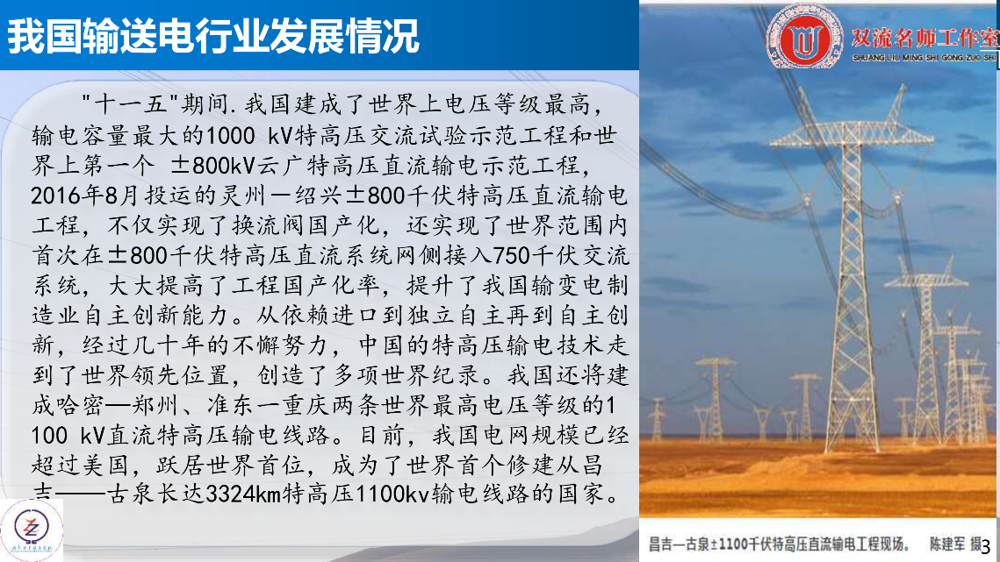 我国输送电行业发展情况
双流名师工作室
SHUANG LIU MING SHI GONG ZUO SHI
"十一五"期间.我国建成了世界上电压等级最高，
输电容量最大的1000 kV特高压交流试验示范工程和世
界上第一个 ±800kV云广特高压直流输电示范工程，
2016年8月投运的灵州－绍兴±800千伏特高压直流输电
工程，不仅实现了换流阀国产化，还实现了世界范围内
首次在±800千伏特高压直流系统网侧接入750千伏交流
系统，大大提高了工程国产化率，提升了我国输变电制
造业自主创新能力。从依赖进口到独立自主再到自主创
新，经过几十年的不懈努力，中国的特高压输电技术走
到了世界领先位置，创造了多项世界纪录。我国还将建
成哈密—郑州、准东一重庆两条世界最高电压等级的1
100 kV直流特高压输电线路。目前，我国电网规模已经
超过美国，跃居世界首位，成为了世界首个修建从昌
吉——古泉长达3324km特高压1100kv输电线路的国家。
昌吉—古泉±1100千伏特高压直流输电工程现场。 陈建军 摄
3